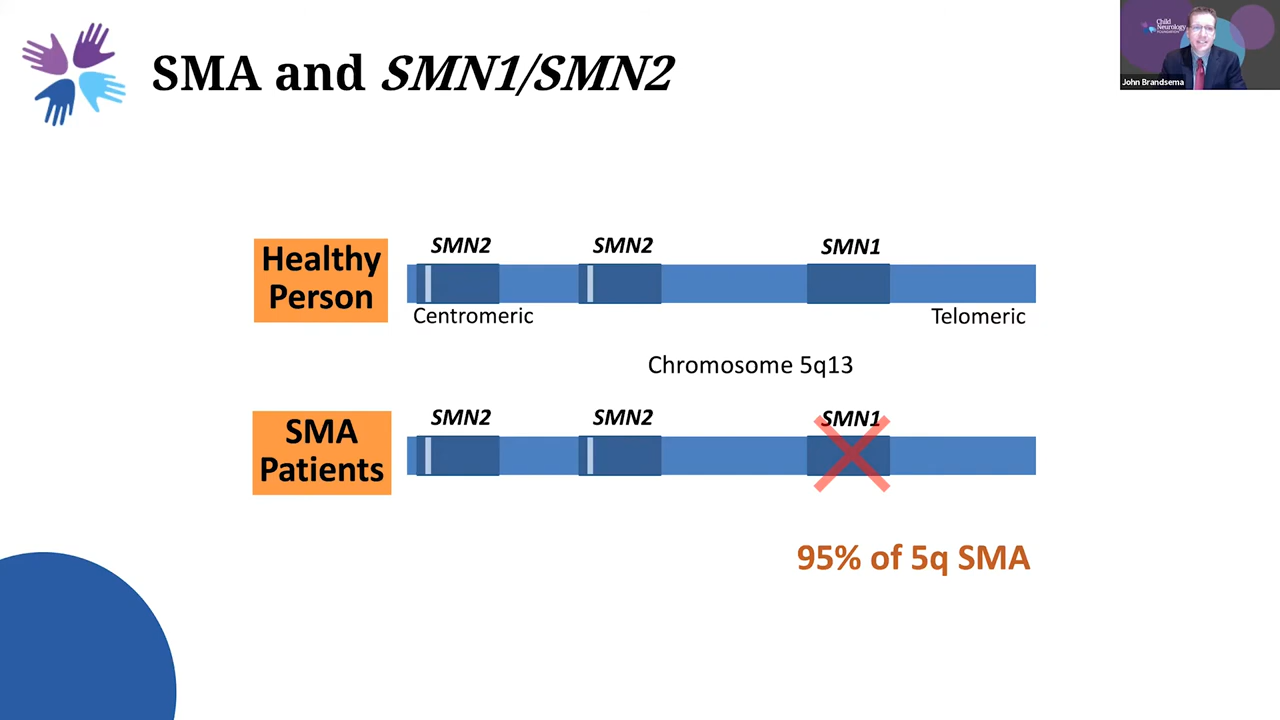 SMA and SMN1/SMN2
Child
Neurology
FOUNDATION
John Brandsema
SMN2 SMN2 SMN1
Healthy
Person
Centromeric Telomeric
Chromosome 5q13
SMN2 SMN2 SMN1
SMA
Patients
95% of 5q SMA